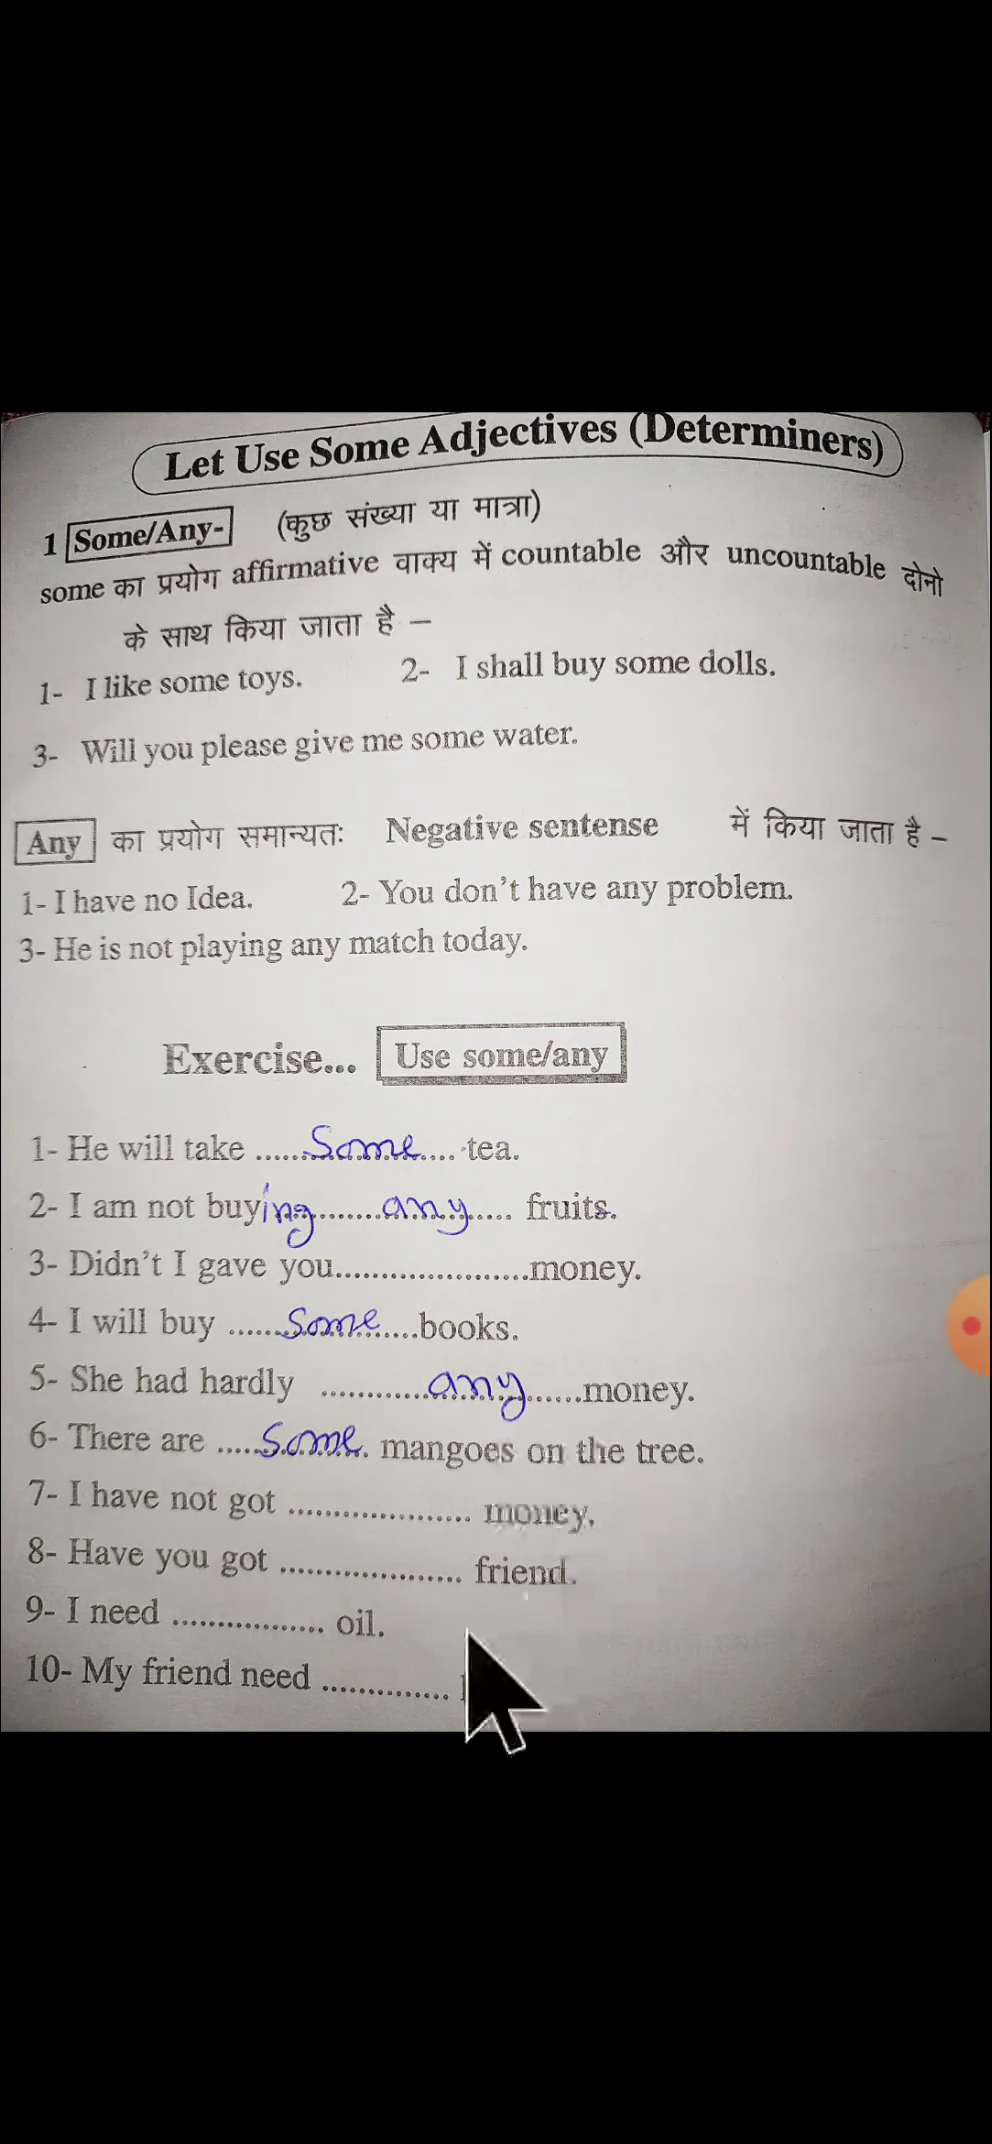 Let Use Some Adjectives (Determiners)
1 Some/Any- (कुछ संख्या या मात्रा)
some का प्रयोग affirmative वाक्य में countable और uncountable दोनो
के साथ किया जाता है –
1- I like some toys. 2- I shall buy some dolls.
3- Will you please give me some water.
Any का प्रयोग समान्यतः Negative sentense में किया जाता है –
1- I have no Idea. 2- You don't have any problem.
3- He is not playing any match today.
Exercise... Use some/any
1- He will take ......Some.... tea.
2- I am not buying.......any..... fruits.
3- Didn't I gave you......................money.
4- I will buy ......Some.......books.
5- She had hardly ............any......money.
6- There are .....Some. mangoes on the tree.
7- I have not got .................... money.
8- Have you got .................... friend.
9- I need ................. oil.
10- My friend need ..............